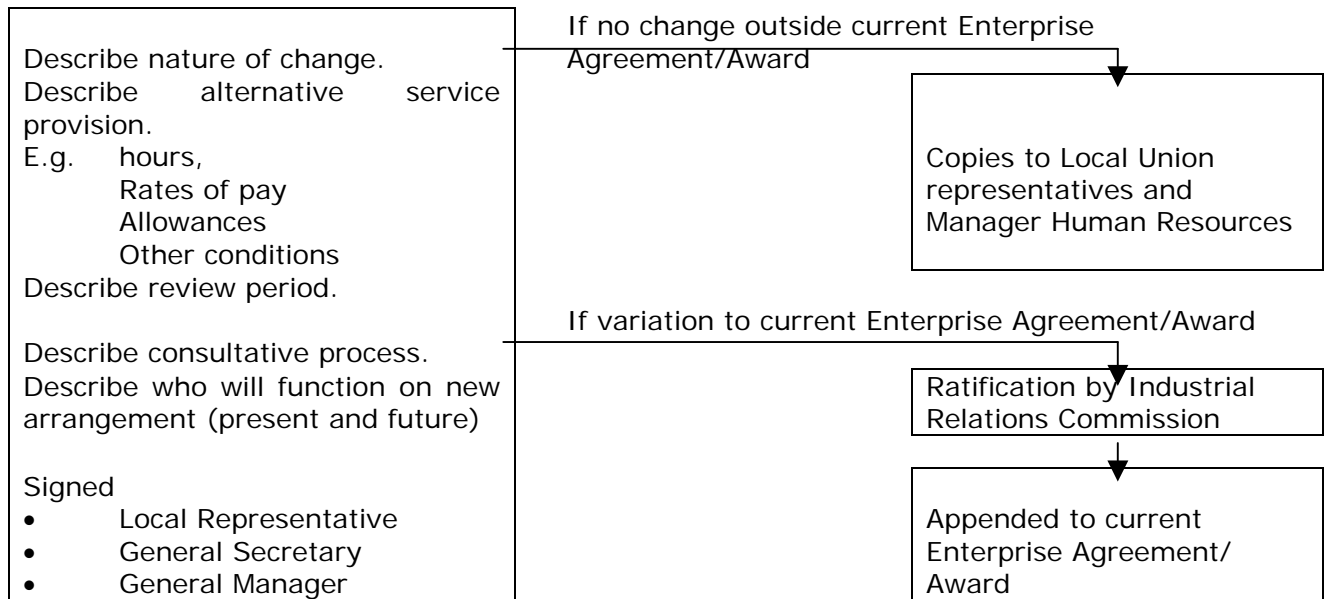 Describe nature of change.
Describe alternative service
provision.
E.g. hours,
Rates of pay
Allowances
Other conditions
Describe review period.
Describe consultative process.
Describe who will function on new
arrangement (present and future)
Signed
• Local Representative
• General Secretary
• General Manager
If no change outside current Enterprise
Agreement/Award
Copies to Local Union
representatives and
Manager Human Resources
If variation to current Enterprise Agreement/Award
Ratification by Industrial
Relations Commission
Appended to current
Enterprise Agreement/
Award